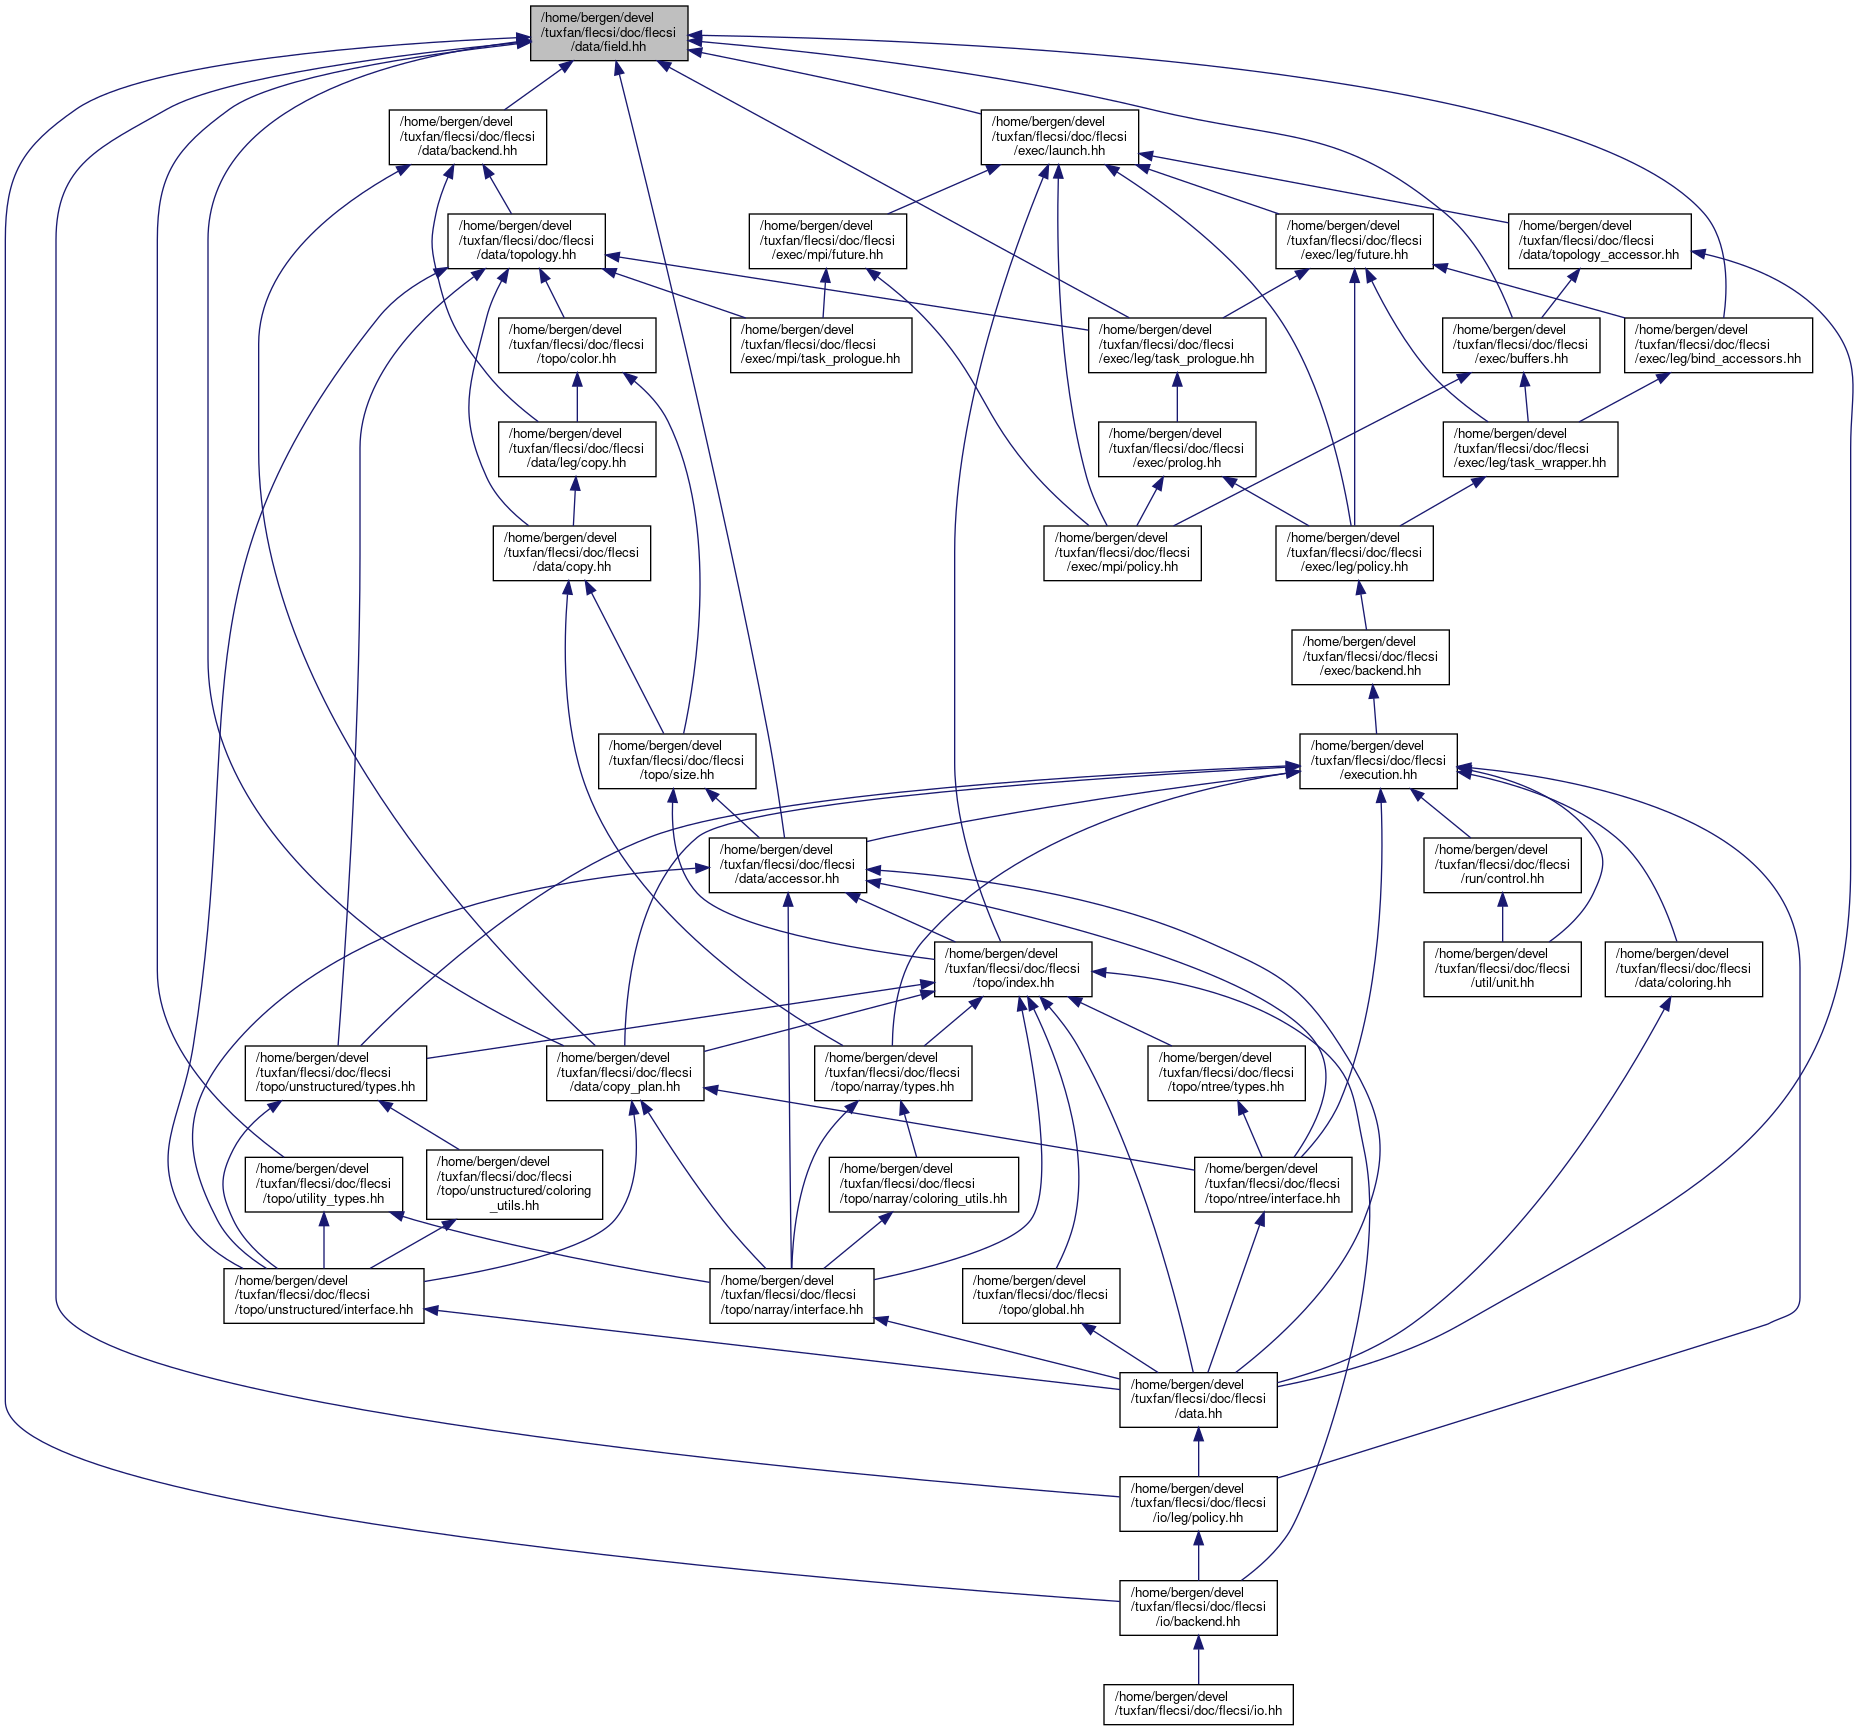 /home/bergen/devel
/tuxfan/flecsi/doc/flecsi
/data/field.hh
/home/bergen/devel
/tuxfan/flecsi/doc/flecsi
/data/backend.hh
/home/bergen/devel
/tuxfan/flecsi/doc/flecsi
/exec/launch.hh
/home/bergen/devel
/tuxfan/flecsi/doc/flecsi
/data/topology.hh
/home/bergen/devel
/tuxfan/flecsi/doc/flecsi
/exec/mpi/future.hh
/home/bergen/devel
/tuxfan/flecsi/doc/flecsi
/exec/leg/future.hh
/home/bergen/devel
/tuxfan/flecsi/doc/flecsi
/data/topology_accessor.hh
/home/bergen/devel
/tuxfan/flecsi/doc/flecsi
/topo/color.hh
/home/bergen/devel
/tuxfan/flecsi/doc/flecsi
/exec/mpi/task_prologue.hh
/home/bergen/devel
/tuxfan/flecsi/doc/flecsi
/exec/leg/task_prologue.hh
/home/bergen/devel
/tuxfan/flecsi/doc/flecsi
/exec/buffers.hh
/home/bergen/devel
/tuxfan/flecsi/doc/flecsi
/exec/leg/bind_accessors.hh
/home/bergen/devel
/tuxfan/flecsi/doc/flecsi
/data/leg/copy.hh
/home/bergen/devel
/tuxfan/flecsi/doc/flecsi
/exec/prolog.hh
/home/bergen/devel
/tuxfan/flecsi/doc/flecsi
/exec/leg/task_wrapper.hh
/home/bergen/devel
/tuxfan/flecsi/doc/flecsi
/data/copy.hh
/home/bergen/devel
/tuxfan/flecsi/doc/flecsi
/exec/mpi/policy.hh
/home/bergen/devel
/tuxfan/flecsi/doc/flecsi
/exec/leg/policy.hh
/home/bergen/devel
/tuxfan/flecsi/doc/flecsi
/exec/backend.hh
/home/bergen/devel
/tuxfan/flecsi/doc/flecsi
/topo/size.hh
/home/bergen/devel
/tuxfan/flecsi/doc/flecsi
/execution.hh
/home/bergen/devel
/tuxfan/flecsi/doc/flecsi
/data/accessor.hh
/home/bergen/devel
/tuxfan/flecsi/doc/flecsi
/run/control.hh
/home/bergen/devel
/tuxfan/flecsi/doc/flecsi
/topo/index.hh
/home/bergen/devel
/tuxfan/flecsi/doc/flecsi
/util/unit.hh
/home/bergen/devel
/tuxfan/flecsi/doc/flecsi
/data/coloring.hh
/home/bergen/devel
/tuxfan/flecsi/doc/flecsi
/topo/unstructured/types.hh
/home/bergen/devel
/tuxfan/flecsi/doc/flecsi
/data/copy_plan.hh
/home/bergen/devel
/tuxfan/flecsi/doc/flecsi
/topo/narray/types.hh
/home/bergen/devel
/tuxfan/flecsi/doc/flecsi
/topo/ntree/types.hh
/home/bergen/devel
/tuxfan/flecsi/doc/flecsi
/topo/utility_types.hh
/home/bergen/devel
/tuxfan/flecsi/doc/flecsi
/topo/unstructured/coloring
_utils.hh
/home/bergen/devel
/tuxfan/flecsi/doc/flecsi
/topo/narray/coloring_utils.hh
/home/bergen/devel
/tuxfan/flecsi/doc/flecsi
/topo/ntree/interface.hh
/home/bergen/devel
/tuxfan/flecsi/doc/flecsi
/topo/unstructured/interface.hh
/home/bergen/devel
/tuxfan/flecsi/doc/flecsi
/topo/narray/interface.hh
/home/bergen/devel
/tuxfan/flecsi/doc/flecsi
/topo/global.hh
/home/bergen/devel
/tuxfan/flecsi/doc/flecsi
/data.hh
/home/bergen/devel
/tuxfan/flecsi/doc/flecsi
/io/leg/policy.hh
/home/bergen/devel
/tuxfan/flecsi/doc/flecsi
/io/backend.hh
/home/bergen/devel
/tuxfan/flecsi/doc/flecsi/io.hh